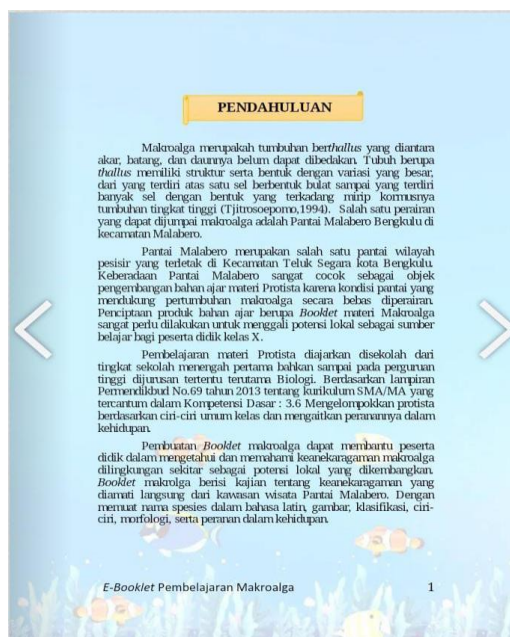 PENDAHULUAN
Makroalga merupakah tumbuhan berthallus yang diantara
akar, batang, dan daunnya belum dapat dibedakan. Tubuh berupa
thallus memiliki struktur serta bentuk dengan variasi yang besar,
dari yang terdiri atas satu sel berbentuk bulat sampai yang terdiri
banyak sel dengan bentuk yang terkadang mirip kormusnya
tumbuhan tingkat tinggi (Tjitrosoepomo,1994). Salah satu perairan
yang dapat dijumpai makroalga adalah Pantai Malabero Bengkulu di
kecamatan Malabero.
Pantai Malabero merupakan salah satu pantai wilayah
pesisir yang terletak di Kecamatan Teluk Segara kota Bengkulu.
Keberadaan Pantai Malabero sangat cocok sebagai objek
pengembangan bahan ajar materi Protista karena kondisi pantai yang
mendukung pertumbuhan makroalga secara bebas diperairan.
Penciptaan produk bahan ajar berupa Booklet materi Makroalga
sangat perlu dilakukan untuk menggali potensi lokal sebagai sumber
belajar bagi peserta didik kelas X.
Pembelajaran materi Protista diajarkan disekolah dari
tingkat sekolah menengah pertama bahkan sampai pada perguruan
tinggi dijurusan tertentu terutama Biologi. Berdasarkan lampiran
Permendikbud No.69 tahun 2013 tentang kurikulum SMA/MA yang
tercantum dalam Kompetensi Dasar : 3.6 Mengelompokkan protista
berdasarkan ciri-ciri umum kelas dan mengaitkan peranannya dalam
kehidupan.
Pembuatan Booklet makroalga dapat membantu peserta
didik dalam mengetahui dan memahami keanekaragaman makroalga
dilingkungan sekitar sebagai potensi lokal yang dikembangkan.
Booklet makrolga berisi kajian tentang keanekaragaman yang
diamati langsung dari kawasan wisata Pantai Malabero. Dengan
memuat nama spesies dalam bahasa latin, gambar, klasifikasi, ciri-
ciri, morfologi, serta peranan dalam kehidupan.
E-Booklet Pembelajaran Makroalga 1